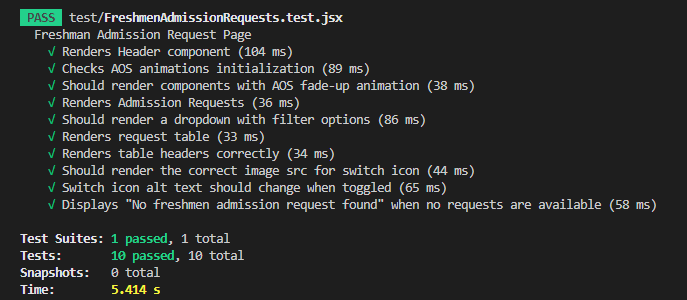 PASS test/FreshmenAdmissionRequests.test.jsx
Freshman Admission Request Page
√ Renders Header component (104 ms)
√ Checks AOS animations initialization (89 ms)
√ Should render components with AOS fade-up animation (38 ms)
√ Renders Admission Requests (36 ms)
√ Should render a dropdown with filter options (86 ms)
√ Renders request table (33 ms)
√ Renders table headers correctly (34 ms)
√ Should render the correct image src for switch icon (44 ms)
√ Switch icon alt text should change when toggled (65 ms)
√ Displays "No freshmen admission request found" when no requests are available (58 ms)
Test Suites: 1 passed, 1 total
Tests: 10 passed, 10 total
Snapshots: 0 total
Time: 5.414 s